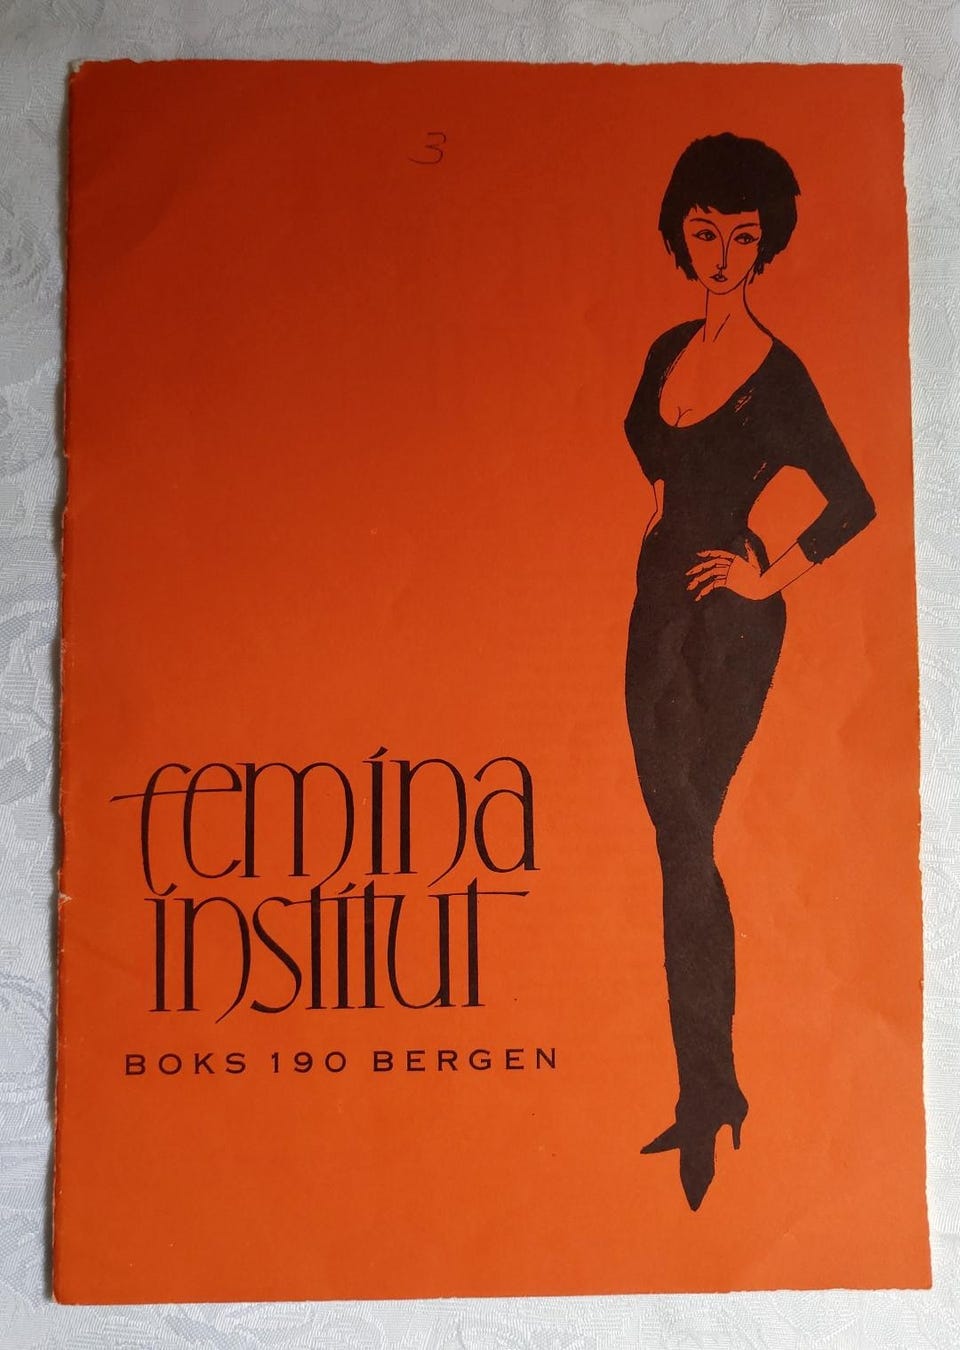 3
femina
institut
BOKS 190 BERGEN